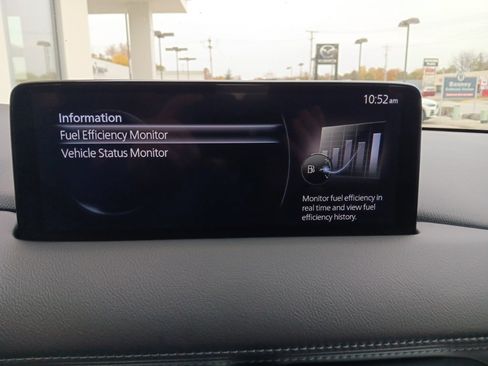 10:52am
Information
Fuel Efficiency Monitor
Vehicle Status Monitor
Monitor fuel efficiency in
real time and view fuel
efficiency history.